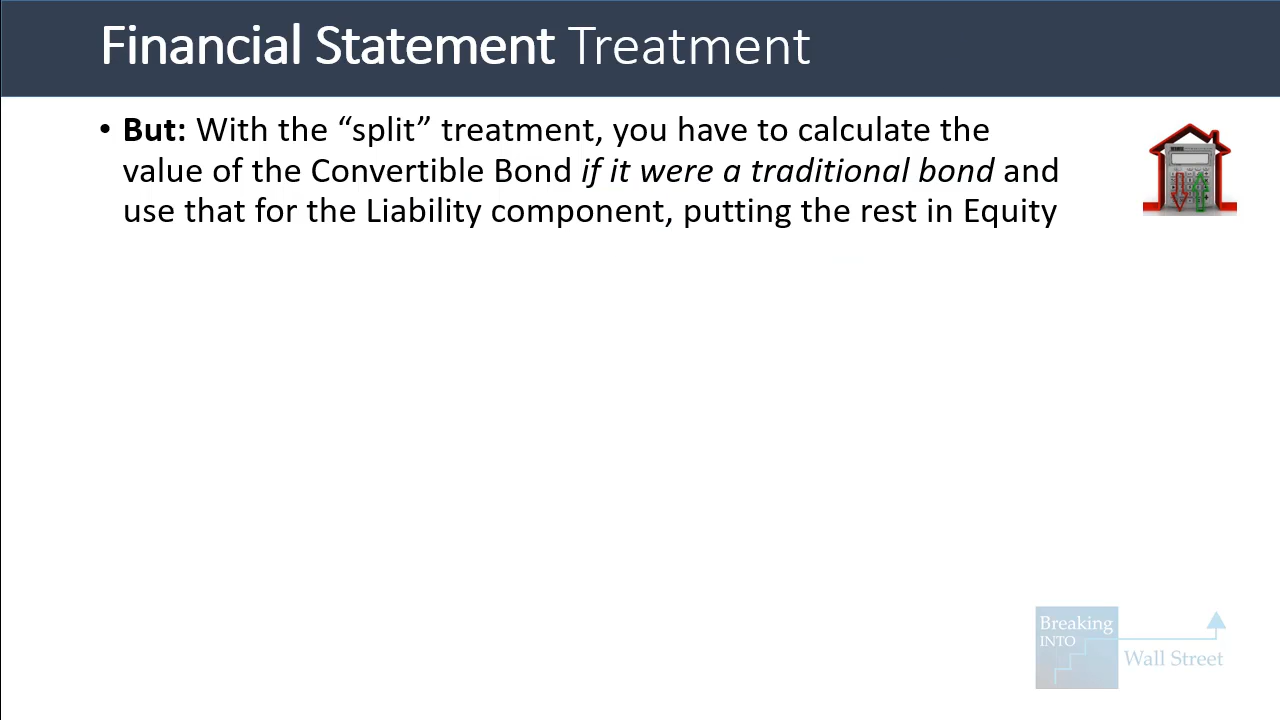 Financial Statement Treatment
• But: With the “split” treatment, you have to calculate the
value of the Convertible Bond if it were a traditional bond and
use that for the Liability component, putting the rest in Equity
Breaking
INTO
Wall Street